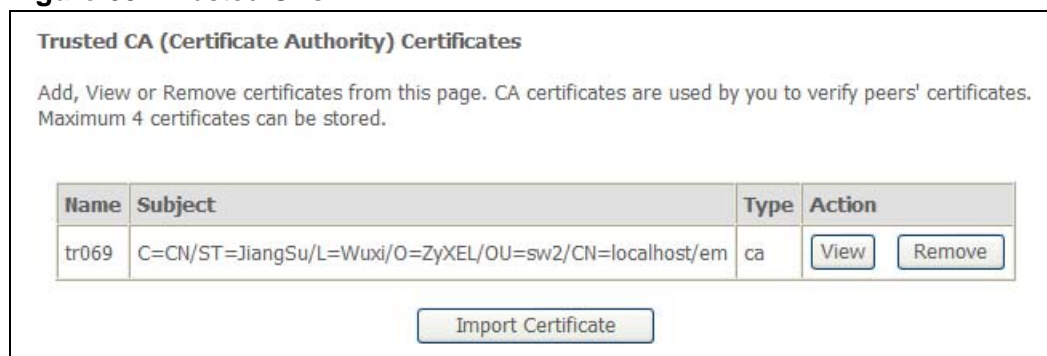 Trusted CA (Certificate Authority) Certificates
Add, View or Remove certificates from this page. CA certificates are used by you to verify peers' certificates.
Maximum 4 certificates can be stored.
Name Subject Type Action
tr069 C=CN/ST=JiangSu/L=Wuxi/O=ZyXEL/OU=sw2/CN=localhost/em ca View Remove
Import Certificate